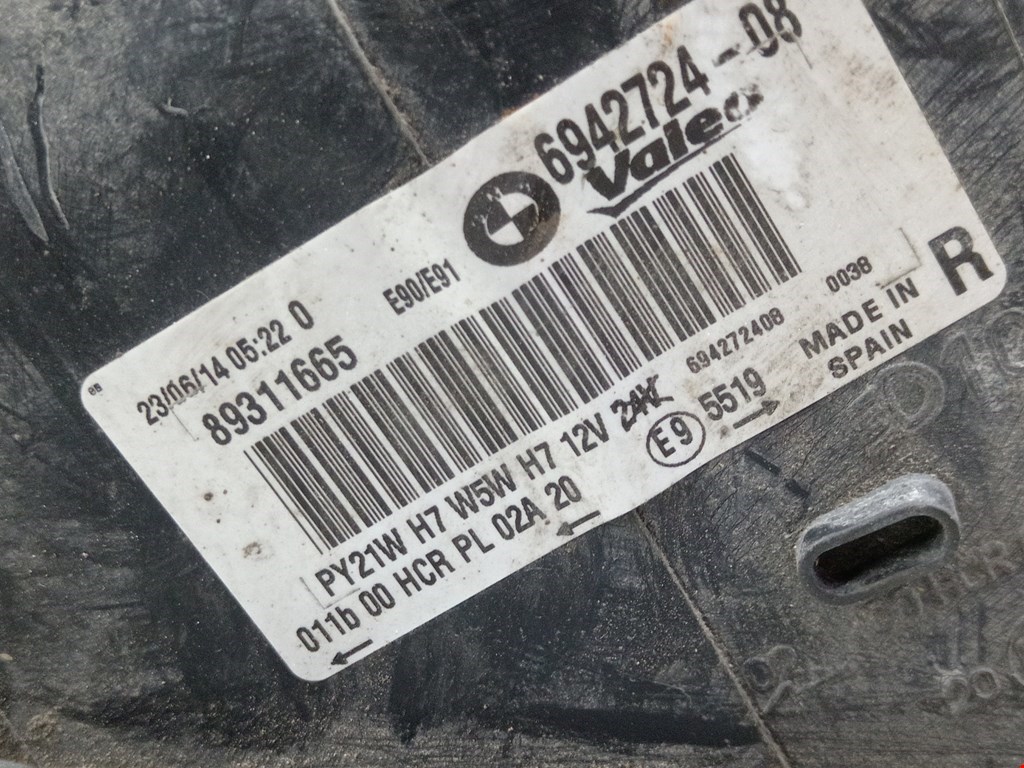 6942724-08
Valeo
E90/E91
23/06/14 05:22 0
89311665
694272408
0038
R
MADE IN
SPAIN
PY21W H7 W5W H7 12V 24V
011b 00 HCR PL 02A 20
E9
5519